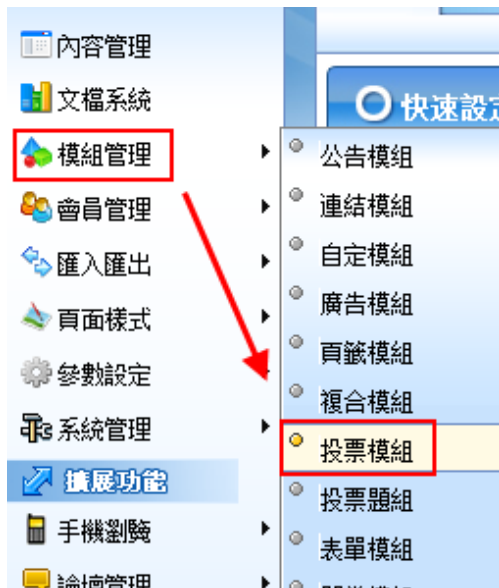 內容管理
文檔系統
模組管理
會員管理
匯入匯出
頁面樣式
參數設定
系統管理
擴展功能
手機劉覽
論壇管理
快速設定
公告模組
連結模組
自定模組
廣告模組
頁籤模組
複合模組
投票模組
投票題組
表單模組